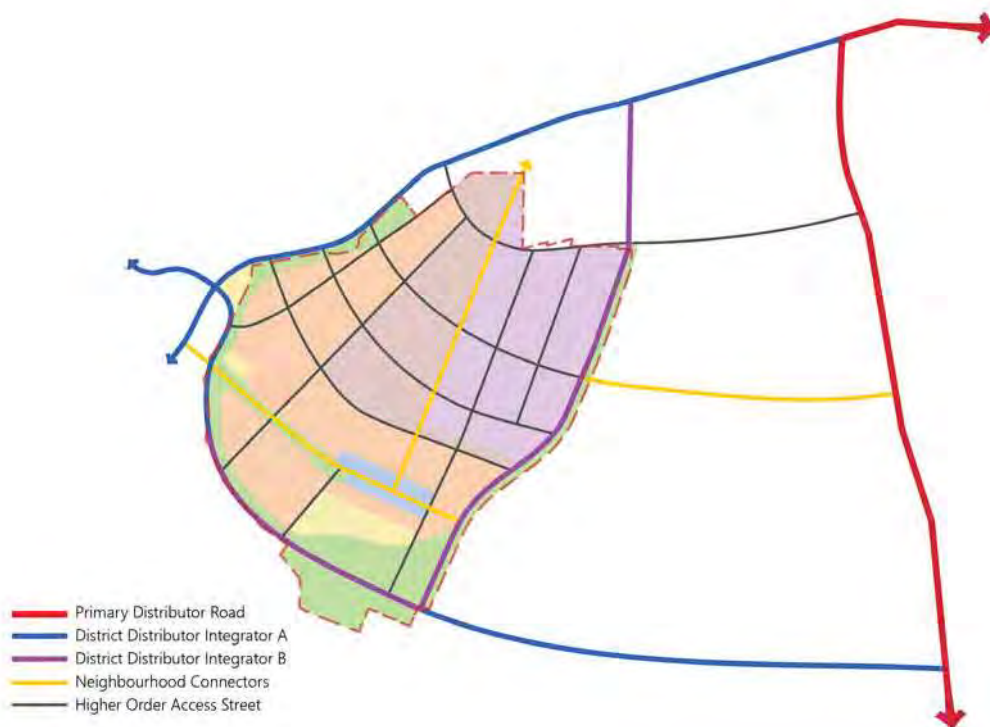 Primary Distributor Road
District Distributor Integrator A
District Distributor Integrator B
Neighbourhood Connectors
Higher Order Access Street